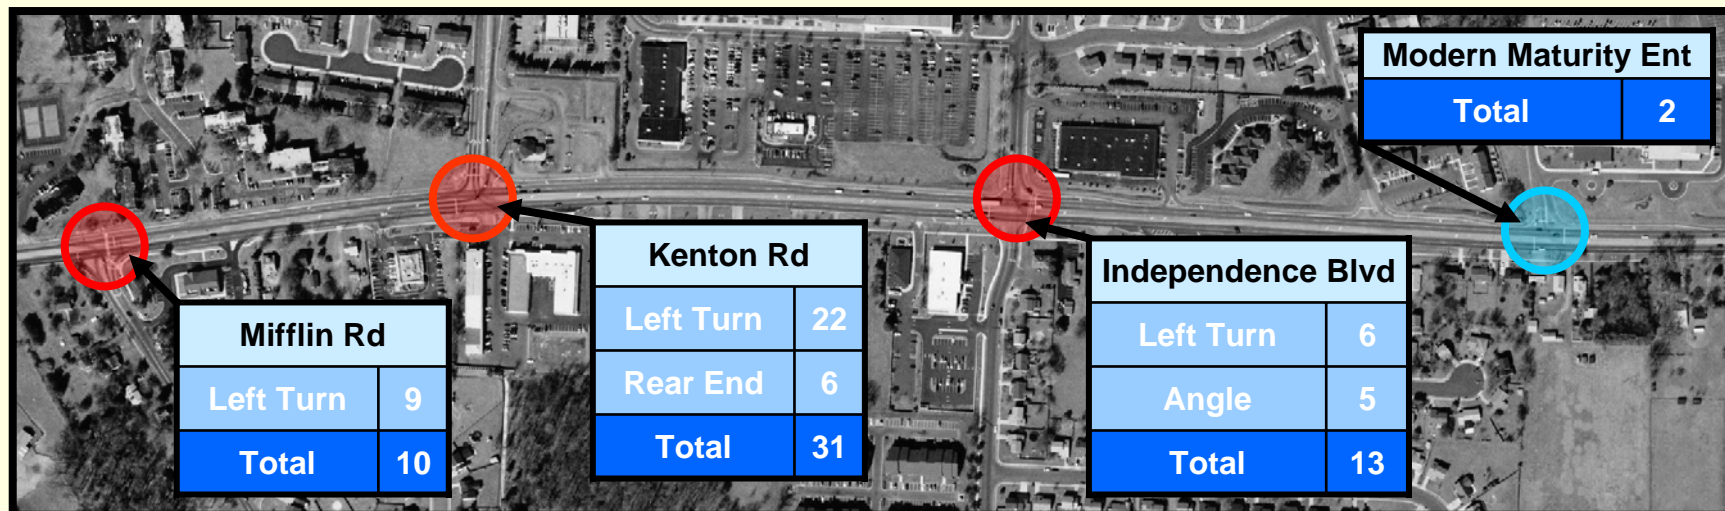 Modern Maturity Ent
Total 2
Kenton Rd
Left Turn 22
Rear End 6
Total 31
Independence Blvd
Left Turn 6
Angle 5
Total 13
Mifflin Rd
Left Turn 9
Total 10